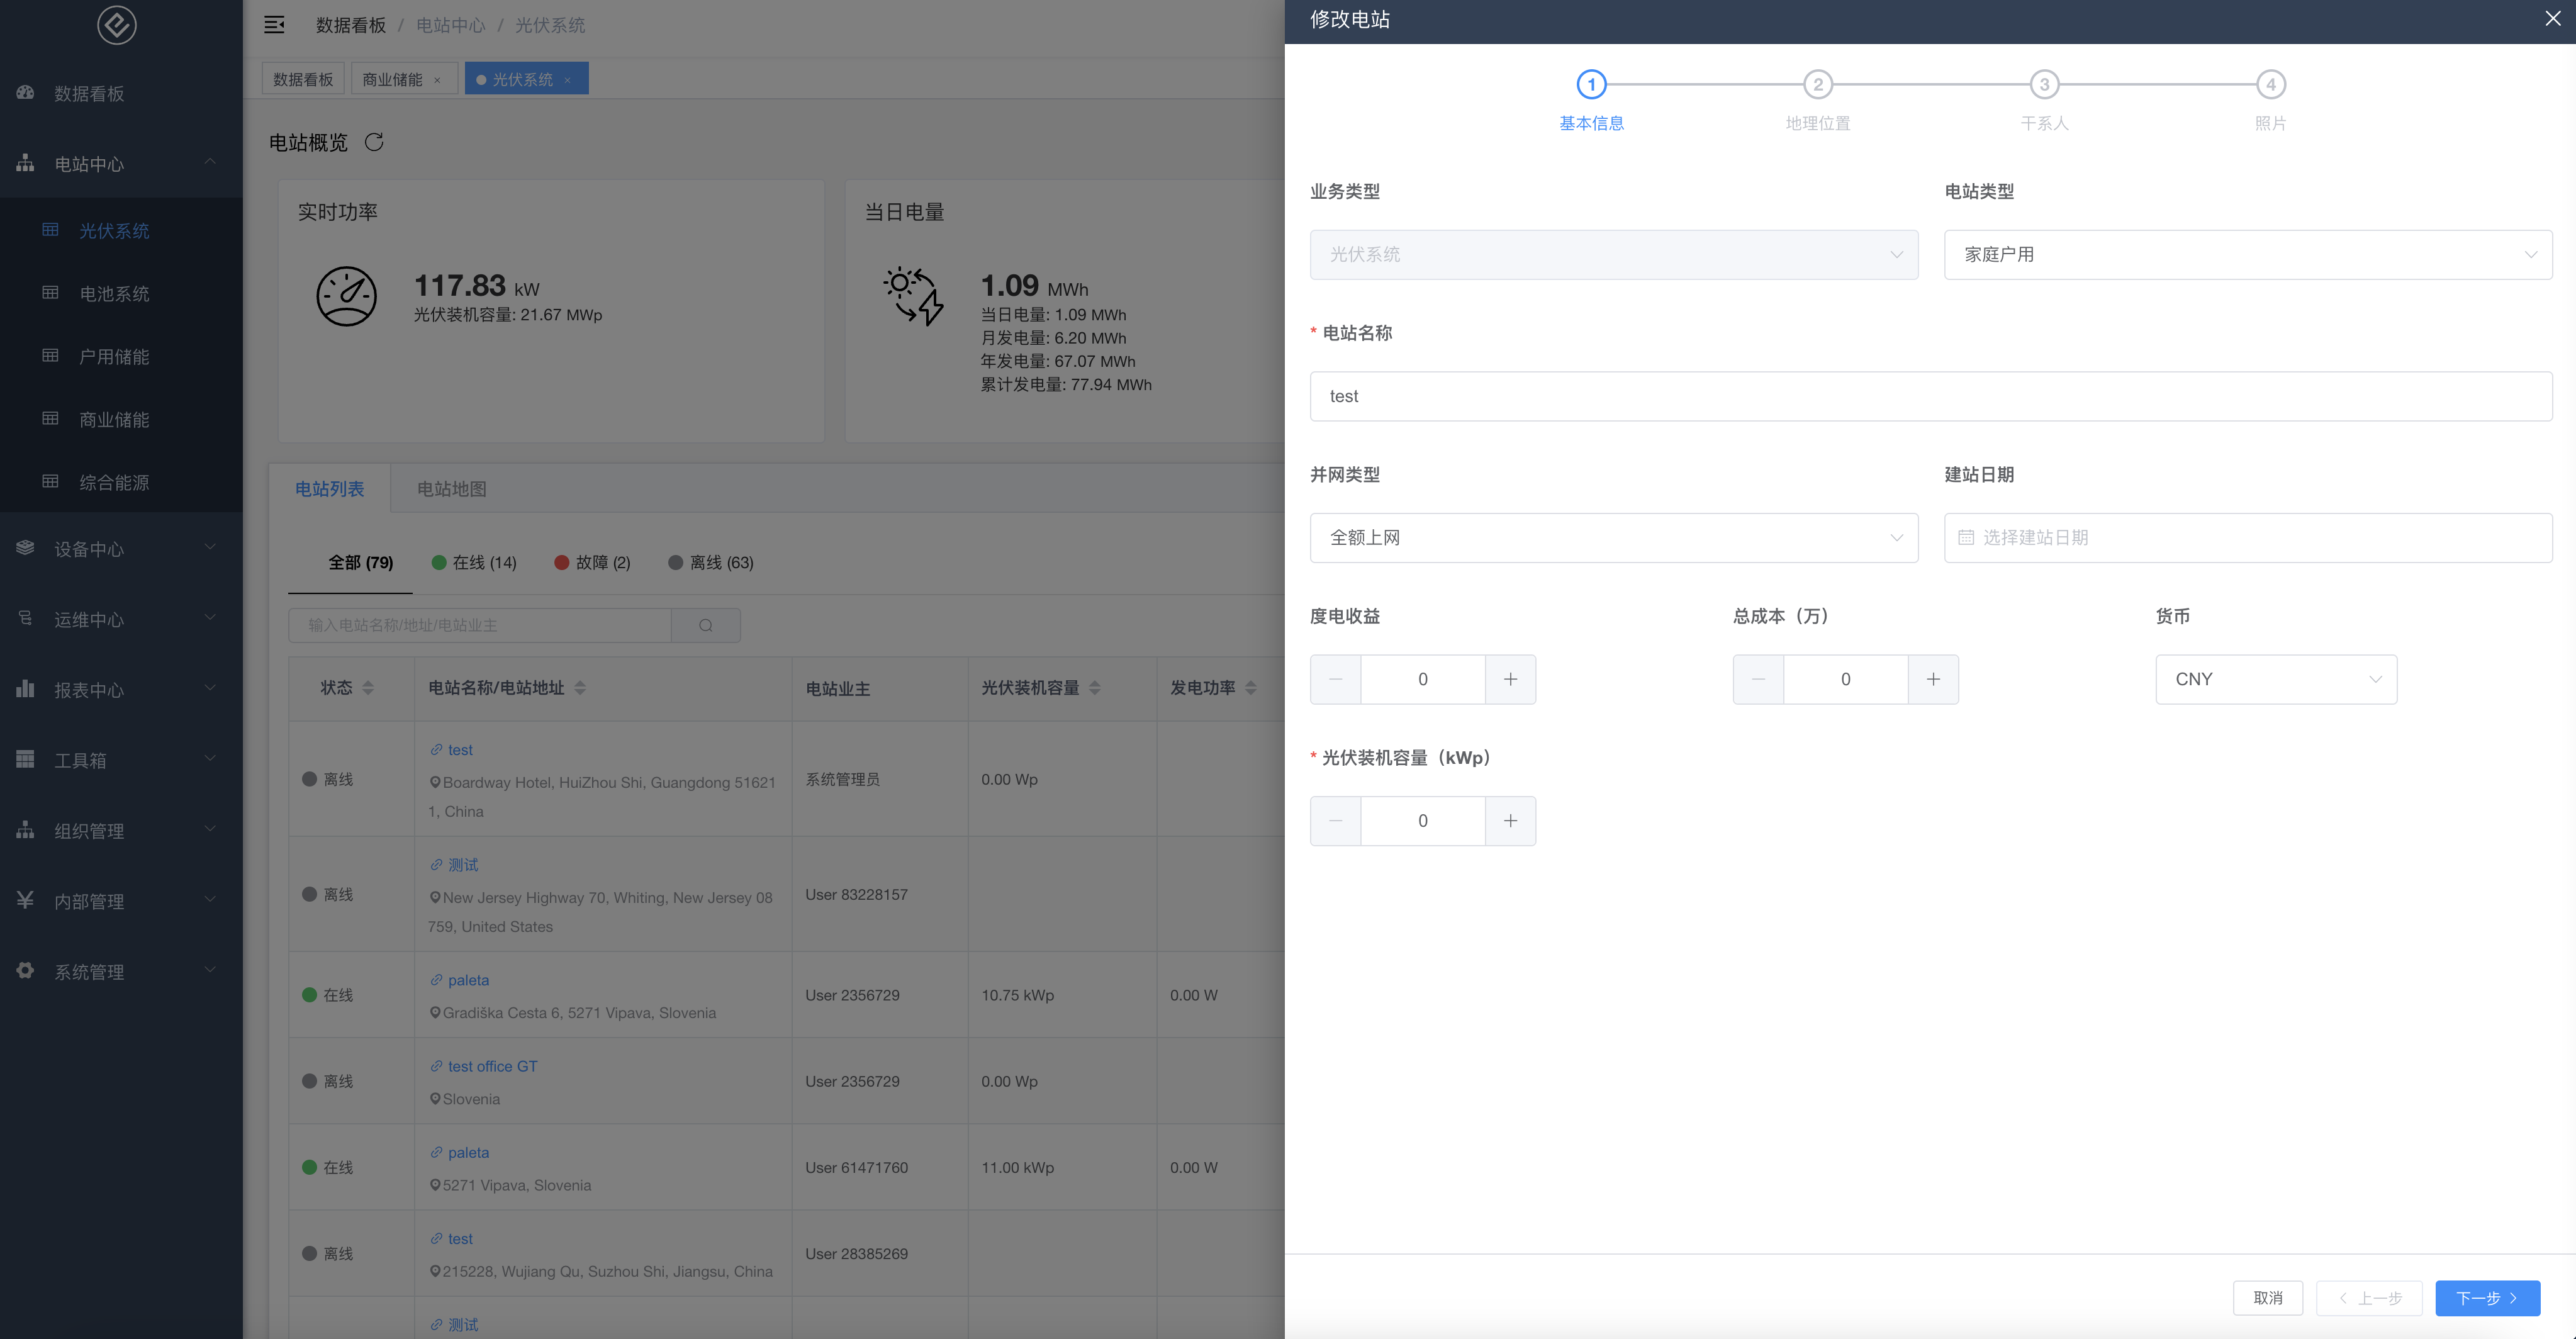 数据看板
电站中心
光伏系统
电池系统
户用储能
商业储能
综合能源
设备中心
运维中心
报表中心
工具箱
组织管理
内部管理
系统管理
数据看板 / 电站中心 / 光伏系统
数据看板 商业储能 × 光伏系统 ×
电站概览
实时功率
117.83 kW
光伏装机容量: 21.67 MWp
当日电量
1.09 MWh
当日电量: 1.09 MWh
月发电量: 6.20 MWh
年发电量: 67.07 MWh
累计发电量: 77.94 MWh
电站列表 电站地图
全部 (79) 在线 (14) 故障 (2) 离线 (63)
输入电站名称/地址/电站业主
状态 电站名称/电站地址 电站业主 光伏装机容量 发电功率
test
离线 系统管理员 0.00 Wp
Boardway Hotel, HuiZhou Shi, Guangdong 51621
1, China
测试
离线 User 83228157
New Jersey Highway 70, Whiting, New Jersey 08
759, United States
paleta
在线 User 2356729 10.75 kWp 0.00 W
Gradiška Cesta 6, 5271 Vipava, Slovenia
test office GT
离线 User 2356729 0.00 Wp
Slovenia
paleta
在线 User 61471760 11.00 kWp 0.00 W
5271 Vipava, Slovenia
test
离线 User 28385269
215228, Wujiang Qu, Suzhou Shi, Jiangsu, China
测试
修改电站
1 2 3 4
基本信息 地理位置 干系人 照片
业务类型 电站类型
光伏系统 家庭户用
* 电站名称
test
并网类型 建站日期
全额上网 选择建站日期
度电收益 总成本（万） 货币
— 0 + — 0 + CNY
* 光伏装机容量（kWp）
— 0 +
取消 < 上一步 下一步 >